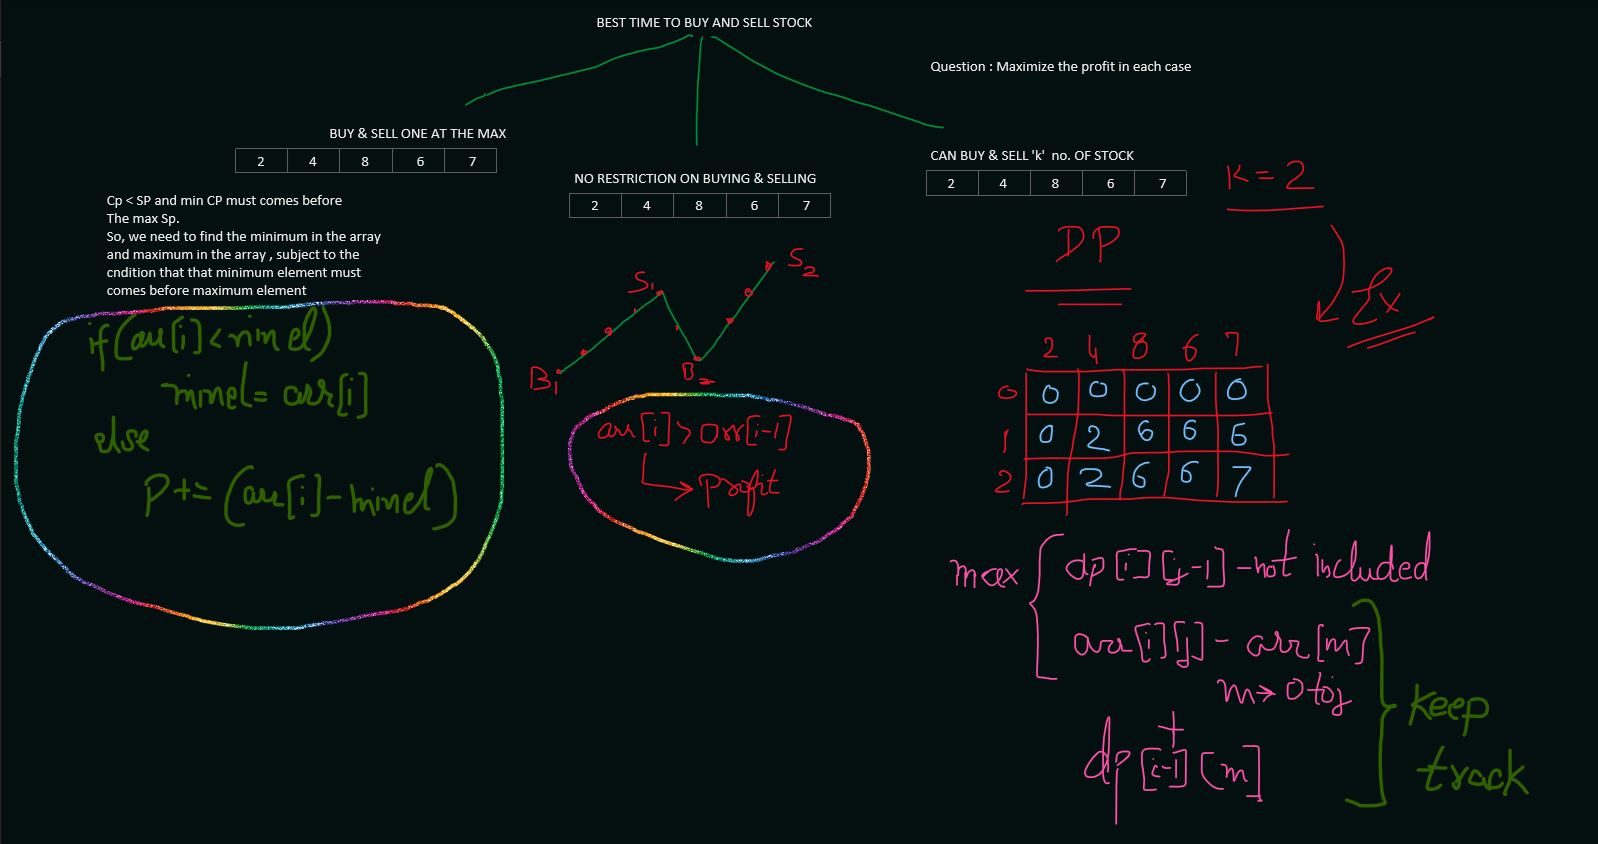 BEST TIME TO BUY AND SELL STOCK
Question : Maximize the profit in each case
BUY & SELL ONE AT THE MAX
2 4 8 6 7
Cp < SP and min CP must comes before
The max Sp.
So, we need to find the minimum in the array
and maximum in the array , subject to the
cndition that that minimum element must
comes before maximum element
if(arr[i]<minel)
minel= arr[i]
else
P+=(arr[i]-minel)
NO RESTRICTION ON BUYING & SELLING
2 4 8 6 7
S1
S2
B1
B2
arr[i]>arr[i-1]
Profit
CAN BUY & SELL 'k' no. OF STOCK
2 4 8 6 7
K=2
DP
Ex
2 4 8 6 7
0 0 0 0 0 0
1 0 2 6 6 6
2 0 2 6 6 7
max
dp[i][j-1]-not included
arr[i][j]- arr[m]
m→0 to j
+
dp[i-1][m]
keep
track